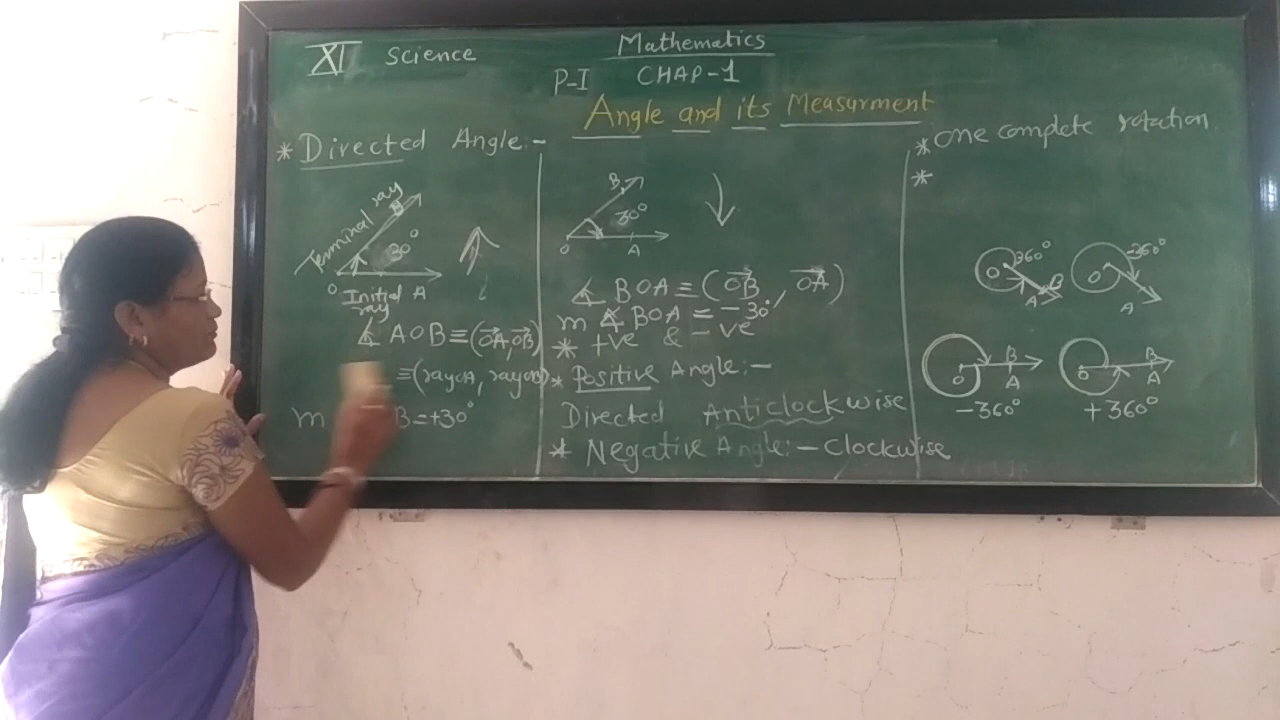 XI Science
Mathematics
P-I CHAP-1
Angle and its Measurment
* Directed Angle:-
Terminal ray
B
30°
O
Initial A
ray
∡ AOB ≡ (OA, OB)
≡ (ray OA, ray OB)
m B = +30°
B
30°
O A
∡ BOA ≡ (OB, OA)
m ∡ BOA = -30°
* +ve & -ve
* Positive Angle:-
Directed Anticlockwise
* Negative Angle:- Clockwise
* One complete rotation
*
O 360°
A B
O -360°
A
O B
A
-360°
O B
A
+360°